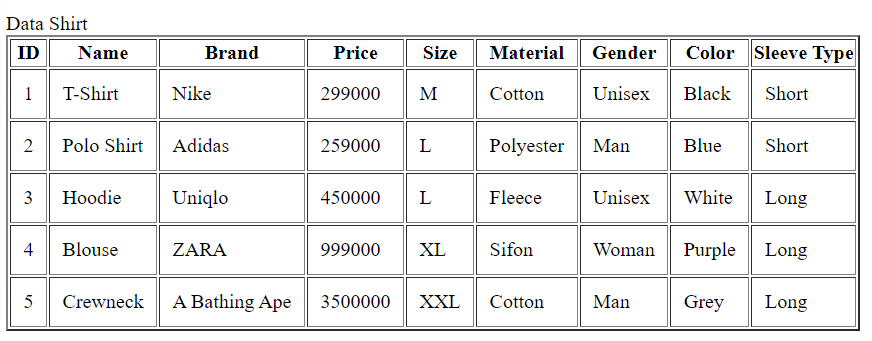 Data Shirt
ID Name Brand Price Size Material Gender Color Sleeve Type
1 T-Shirt Nike 299000 M Cotton Unisex Black Short
2 Polo Shirt Adidas 259000 L Polyester Man Blue Short
3 Hoodie Uniqlo 450000 L Fleece Unisex White Long
4 Blouse ZARA 999000 XL Sifon Woman Purple Long
5 Crewneck A Bathing Ape 3500000 XXL Cotton Man Grey Long